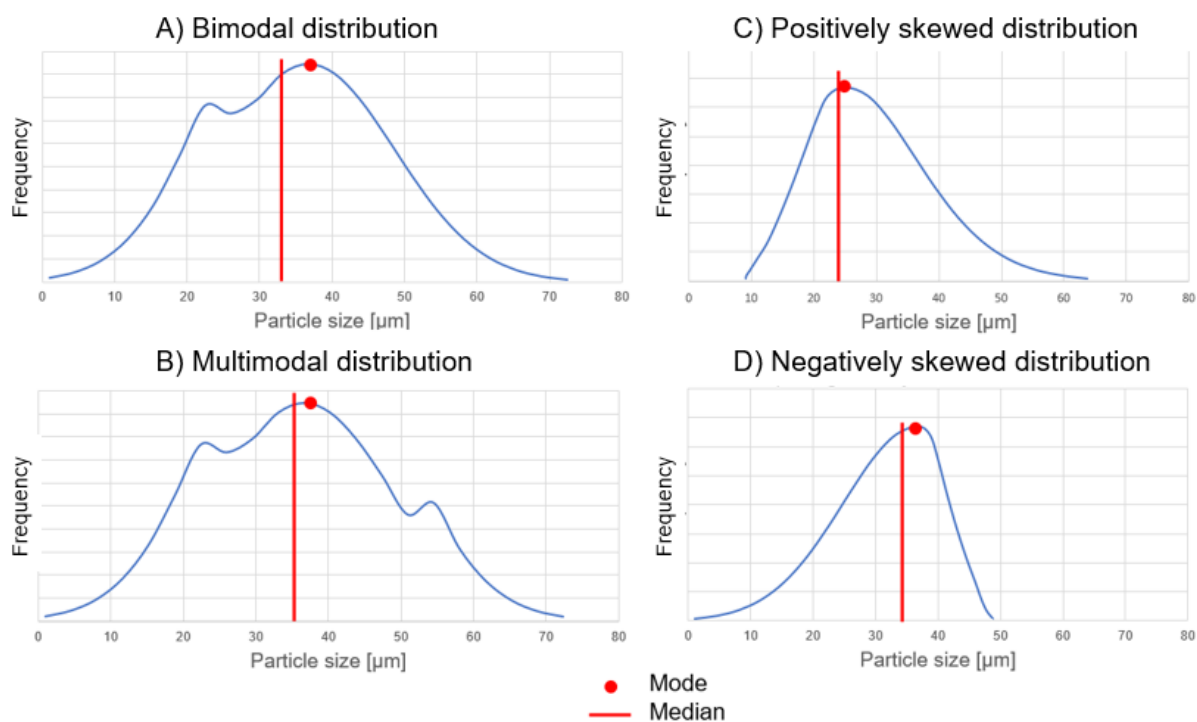 A) Bimodal distribution
Frequency
0 10 20 30 40 50 60 70 80
Particle size [µm]
B) Multimodal distribution
Frequency
0 10 20 30 40 50 60 70 80
Particle size [µm]
C) Positively skewed distribution
Frequency
0 10 20 30 40 50 60 70 80
Particle size [µm]
D) Negatively skewed distribution
Frequency
0 10 20 30 40 50 60 70 80
Particle size [µm]
Mode
Median